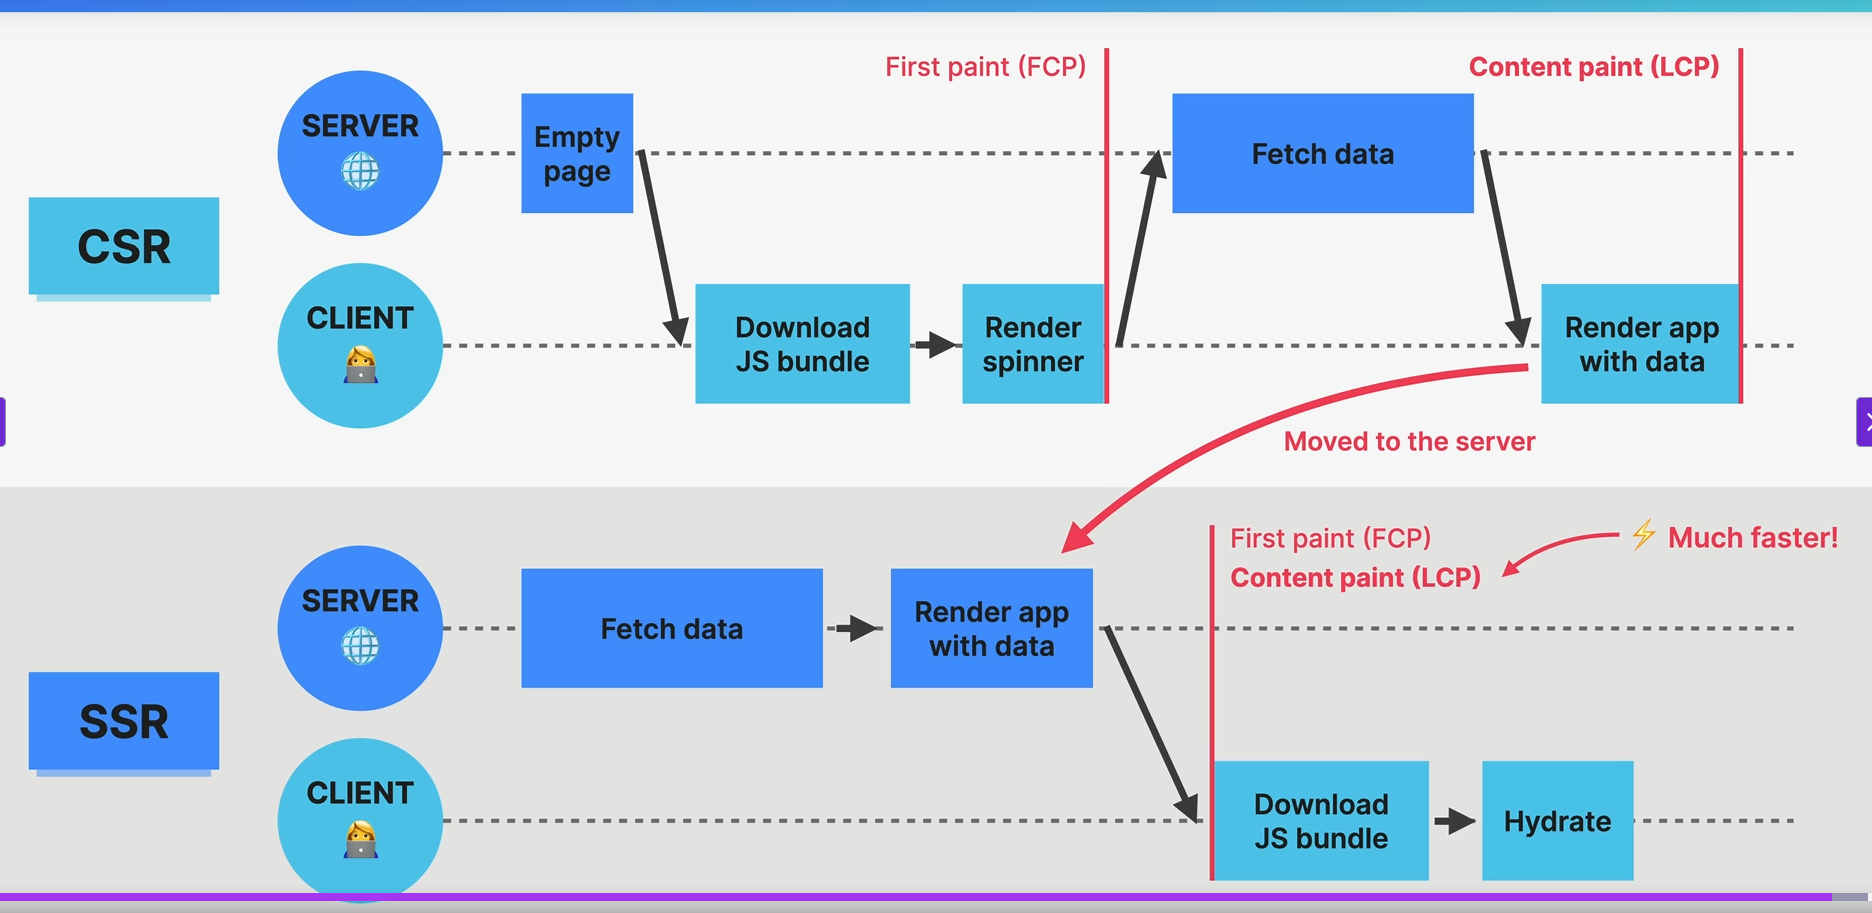 First paint (FCP)
Content paint (LCP)
SERVER
Empty
page
Fetch data
CSR
CLIENT
Download
JS bundle
Render
spinner
Render app
with data
Moved to the server
First paint (FCP)
Content paint (LCP)
⚡ Much faster!
SERVER
Fetch data
Render app
with data
SSR
CLIENT
Download
JS bundle
Hydrate